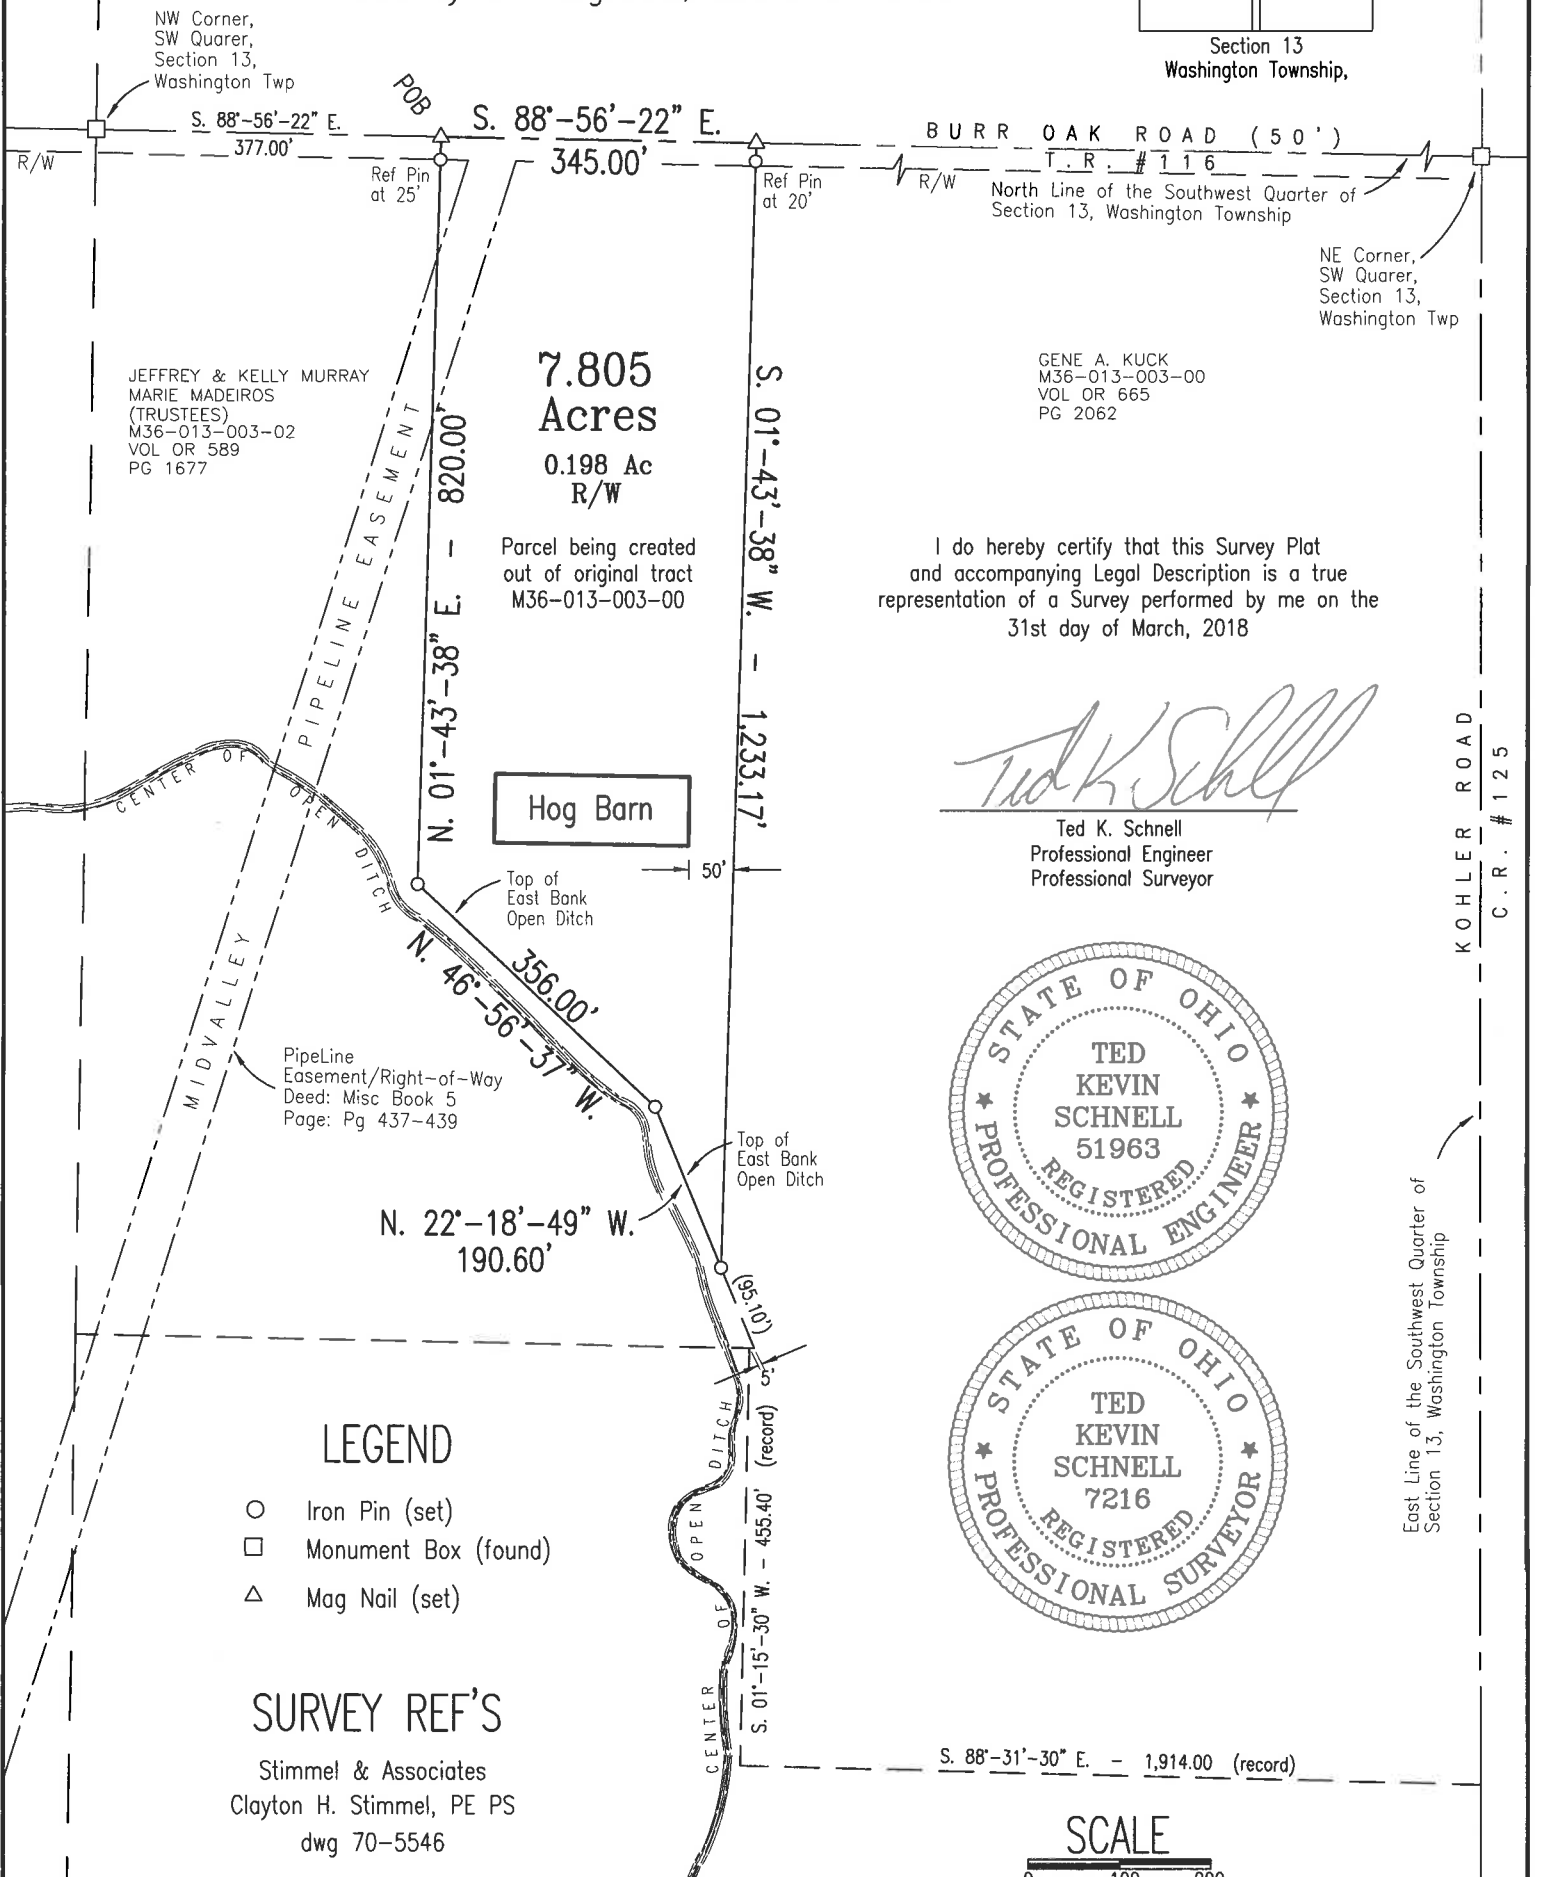 NW Corner,
SW Quarer,
Section 13,
Washington Twp
Section 13
Washington Township,
POB
S. 88°-56'-22" E.
377.00'
S. 88°-56'-22" E.
345.00'
BURR OAK ROAD (50')
T.R. #116
R/W
R/W
Ref Pin
at 25'
Ref Pin
at 20'
North Line of the Southwest Quarter of
Section 13, Washington Township
NE Corner,
SW Quarer,
Section 13,
Washington Twp
JEFFREY & KELLY MURRAY
MARIE MADEIROS
(TRUSTEES)
M36-013-003-02
VOL OR 589
PG 1677
7.805
Acres
0.198 Ac
R/W
Parcel being created
out of original tract
M36-013-003-00
GENE A. KUCK
M36-013-003-00
VOL OR 665
PG 2062
N. 01°-43'-38" E. - 820.00'
S. 01°-43'-38" W. - 1,233.17'
MIDVALLEY PIPELINE EASEMENT
I do hereby certify that this Survey Plat
and accompanying Legal Description is a true
representation of a Survey performed by me on the
31st day of March, 2018
Ted K Schnell
Ted K. Schnell
Professional Engineer
Professional Surveyor
KOHLER ROAD
C.R. #125
CENTER OF OPEN DITCH
Hog Barn
50'
Top of
East Bank
Open Ditch
356.00'
N. 46°-56'-37" W.
PipeLine
Easement/Right-of-Way
Deed: Misc Book 5
Page: Pg 437-439
Top of
East Bank
Open Ditch
N. 22°-18'-49" W.
190.60'
(95.10')
5'
STATE OF OHIO
TED
KEVIN
SCHNELL
51963
REGISTERED
PROFESSIONAL ENGINEER
STATE OF OHIO
TED
KEVIN
SCHNELL
7216
REGISTERED
PROFESSIONAL SURVEYOR
East Line of the Southwest Quarter of
Section 13, Washington Township
CENTER OF OPEN DITCH
S. 01°-15'-30" W. - 455.40' (record)
S. 88°-31'-30" E. - 1,914.00 (record)
LEGEND
Iron Pin (set)
Monument Box (found)
Mag Nail (set)
SURVEY REF'S
Stimmel & Associates
Clayton H. Stimmel, PE PS
dwg 70-5546
SCALE